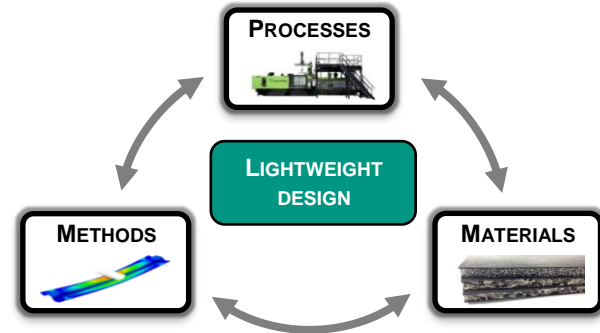 PROCESSES
LIGHTWEIGHT
DESIGN
METHODS
MATERIALS